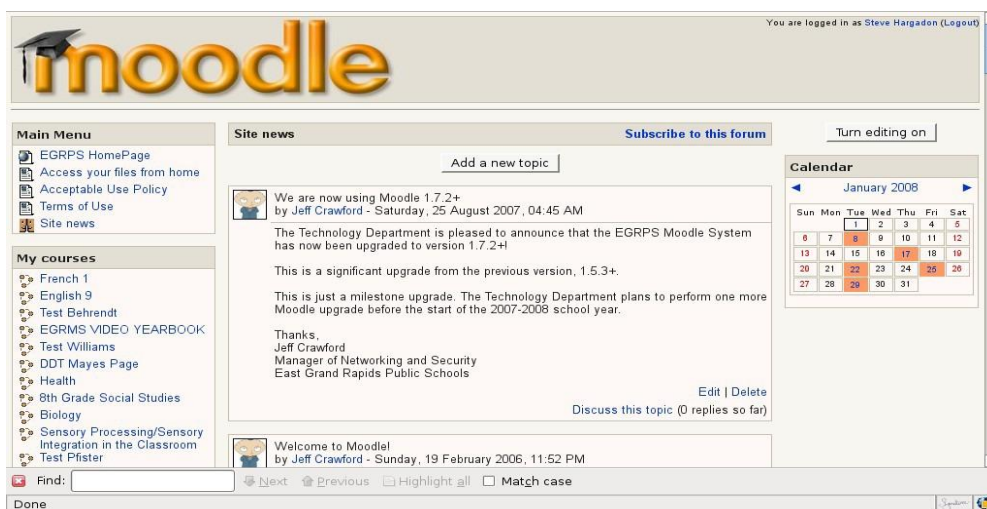 moodle
You are logged in as Steve Hargadon (Logout)
Main Menu
EGRPS HomePage
Access your files from home
Acceptable Use Policy
Terms of Use
Site news
My courses
French 1
English 9
Test Behrendt
EGRMS VIDEO YEARBOOK
Test Williams
DDT Mayes Page
Health
8th Grade Social Studies
Biology
Sensory Processing/Sensory
Integration in the Classroom
Test Pfister
Site news Subscribe to this forum
Add a new topic
We are now using Moodle 1.7.2+
by Jeff Crawford - Saturday, 25 August 2007, 04:45 AM
The Technology Department is pleased to announce that the EGRPS Moodle System
has now been upgraded to version 1.7.2+!
This is a significant upgrade from the previous version, 1.5.3+.
This is just a milestone upgrade. The Technology Department plans to perform one more
Moodle upgrade before the start of the 2007-2008 school year.
Thanks,
Jeff Crawford
Manager of Networking and Security
East Grand Rapids Public Schools
Edit | Delete
Discuss this topic (0 replies so far)
Welcome to Moodle!
by Jeff Crawford - Sunday, 19 February 2006, 11:52 PM
Turn editing on
Calendar
◄ January 2008 ►
Sun Mon Tue Wed Thu Fri Sat
1 2 3 4 5
6 7 8 9 10 11 12
13 14 15 16 17 18 19
20 21 22 23 24 25 26
27 28 29 30 31
Find: Next Previous Highlight all Match case
Done